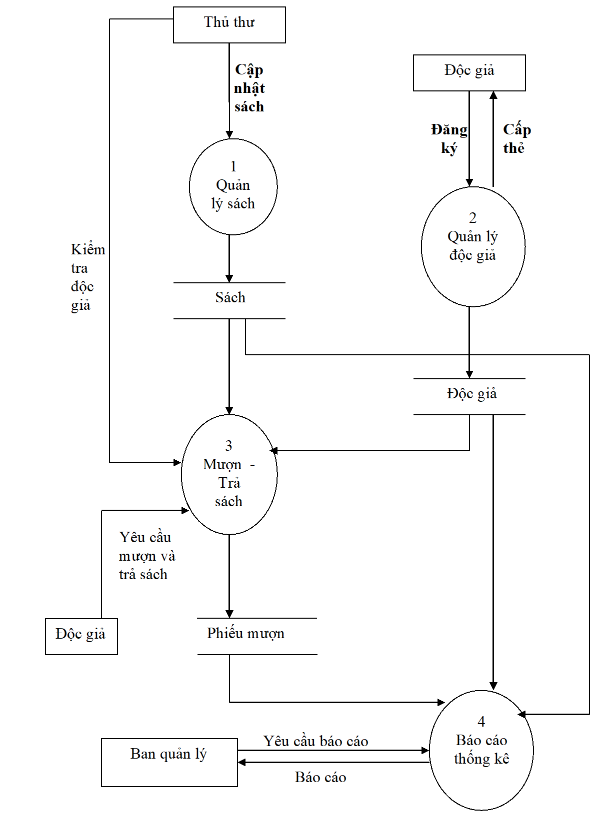 Thủ thư
Cập
nhật
sách
Độc giả
Đăng
ký
Cấp
thẻ
1
Quản
lý sách
2
Quản lý
độc giả
Kiểm
tra
độc
giả
Sách
Độc giả
3
Mượn -
Trả
sách
Yêu cầu
mượn và
trả sách
Độc giả
Phiếu mượn
4
Báo cáo
thống kê
Ban quản lý
Yêu cầu báo cáo
Báo cáo